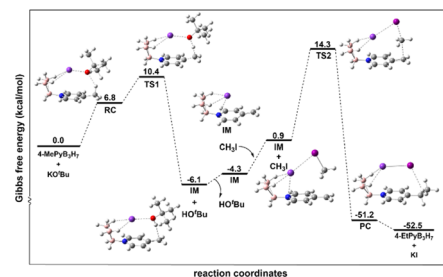 Gibbs free energy (kcal/mol)
0.0
4-MePyB3H7
+
KOtBu
6.8
RC
10.4
TS1
-6.1
IM
+
HOtBu
HOtBu
-4.3
IM
IM
CH3I
0.9
IM
+
CH3I
14.3
TS2
-51.2
PC
-52.5
4-EtPyB3H7
+
KI
reaction coordinates